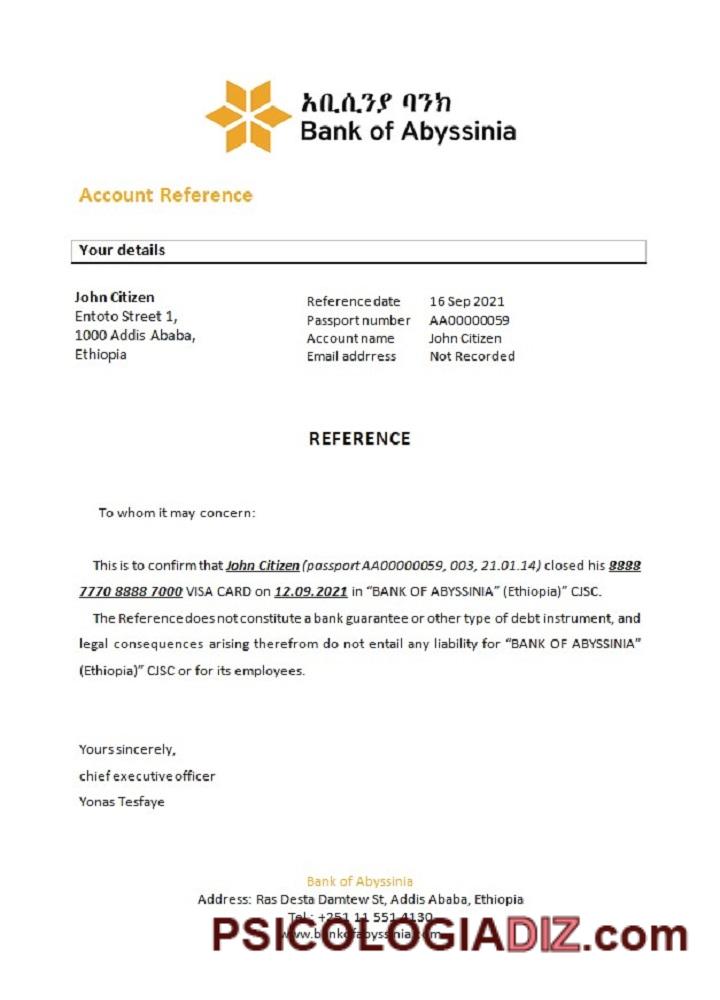 አቢሲንያ ባንክ
Bank of Abyssinia
Account Reference
Your details
John Citizen
Entoto Street 1,
1000 Addis Ababa,
Ethiopia
Reference date 16 Sep 2021
Passport number AA00000059
Account name John Citizen
Email addrress Not Recorded
REFERENCE
To whom it may concern:
This is to confirm that John Citizen (passport AA00000059, 003, 21.01.14) closed his 8888
7770 8888 7000 VISA CARD on 12.09.2021 in “BANK OF ABYSSINIA” (Ethiopia)” CJSC.
The Reference does not constitute a bank guarantee or other type of debt instrument, and
legal consequences arising therefrom do not entail any liability for “BANK OF ABYSSINIA”
(Ethiopia)” CJSC or for its employees.
Yours sincerely,
chief executive officer
Yonas Tesfaye
Bank of Abyssinia
Address: Ras Desta Damtew St, Addis Ababa, Ethiopia
Tel.: +251 11 551 4130
www.bankofabyssinia.com
PSICOLOGIADIZ.com